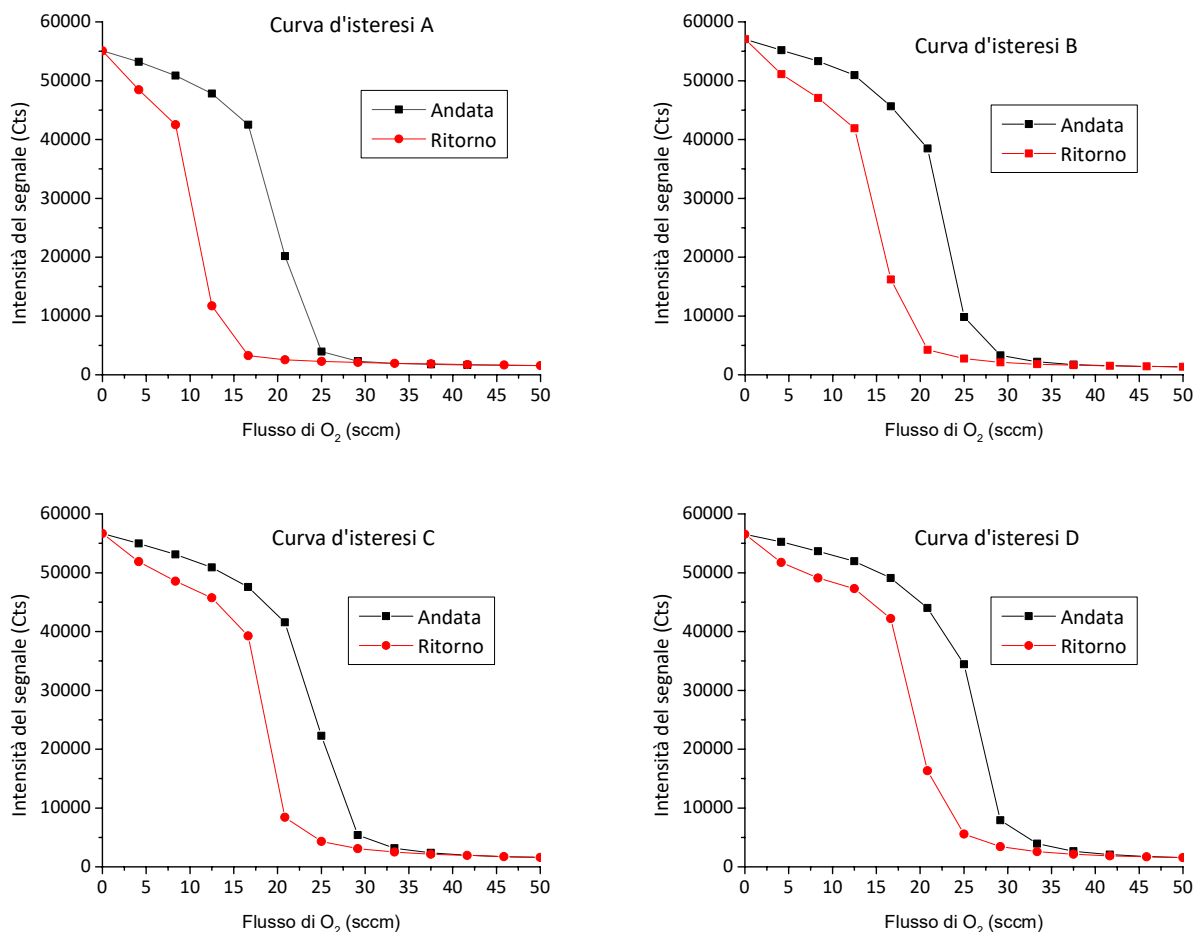 Curva d'isteresi A
Andata
Ritorno
Intensità del segnale (Cts)
60000
50000
40000
30000
20000
10000
0
0 5 10 15 20 25 30 35 40 45 50
Flusso di O2 (sccm)
Curva d'isteresi B
Andata
Ritorno
Intensità del segnale (Cts)
60000
50000
40000
30000
20000
10000
0
0 5 10 15 20 25 30 35 40 45 50
Flusso di O2 (sccm)
Curva d'isteresi C
Andata
Ritorno
Intensità del segnale (Cts)
60000
50000
40000
30000
20000
10000
0
0 5 10 15 20 25 30 35 40 45 50
Flusso di O2 (sccm)
Curva d'isteresi D
Andata
Ritorno
Intensità del segnale (Cts)
60000
50000
40000
30000
20000
10000
0
0 5 10 15 20 25 30 35 40 45 50
Flusso di O2 (sccm)